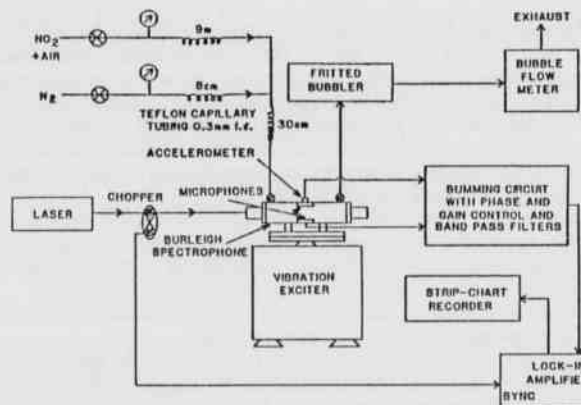 EXHAUST
NO2
+AIR
9m
FRITTED
BUBBLER
BUBBLE
FLOW
METER
N2
8cm
TEFLON CAPILLARY
TUBING 0.3mm i.d.
30cm
ACCELEROMETER
MICROPHONES
CHOPPER
LASER
BURLEIGH
SPECTROPHONE
BUMMING CIRCUIT
WITH PHASE AND
GAIN CONTROL AND
BAND PASS FILTERS
VIBRATION
EXCITER
STRIP-CHART
RECORDER
LOCK-IN
AMPLIFIE
SYNC